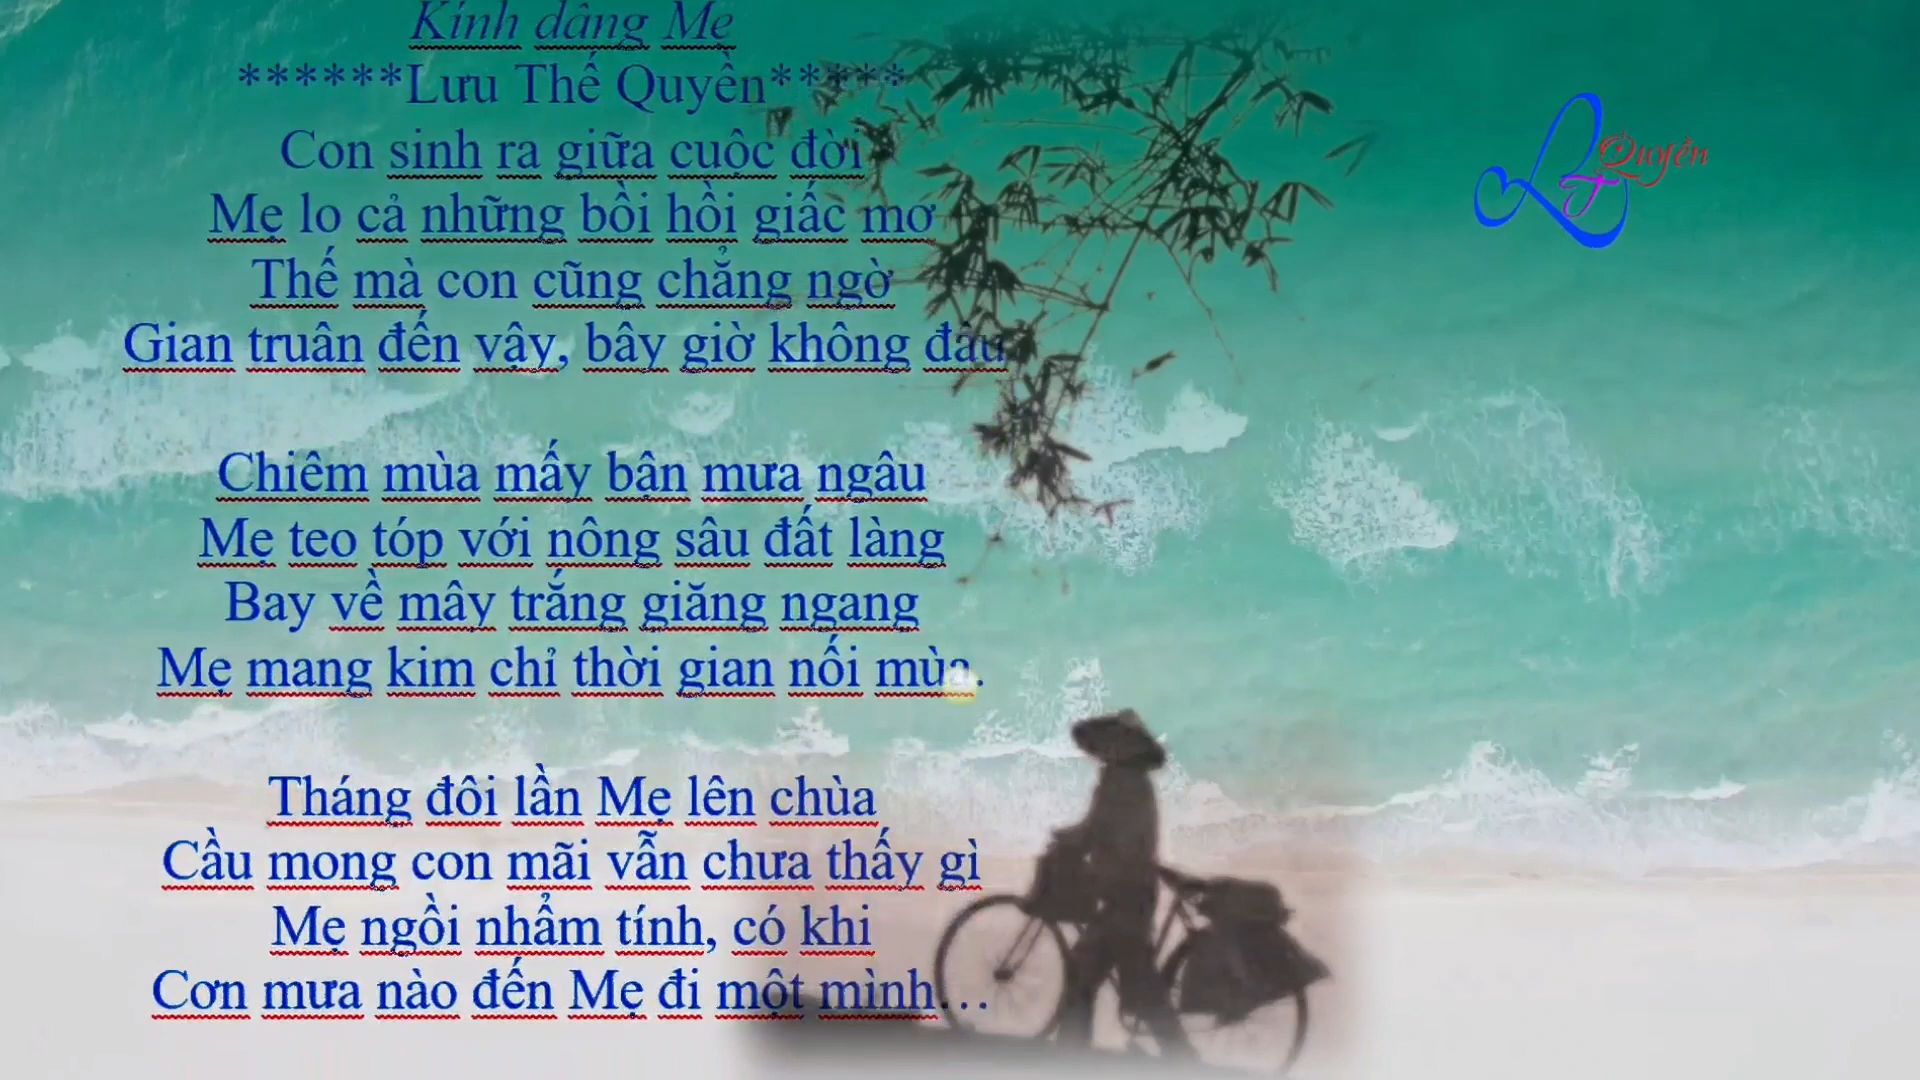 Kính dâng Mẹ
******Lưu Thế Quyền*****
Con sinh ra giữa cuộc đời
Mẹ lo cả những bồi hồi giấc mơ
Thế mà con cũng chẳng ngờ
Gian truân đến vậy, bây giờ không đâu
Chiêm mùa mấy bận mưa ngâu
Mẹ teo tóp với nông sâu đất làng
Bay về mây trắng giăng ngang
Mẹ mang kim chỉ thời gian nối mùa.
Tháng đôi lần Mẹ lên chùa
Cầu mong con mãi vẫn chưa thấy gì
Mẹ ngồi nhẩm tính, có khi
Cơn mưa nào đến Mẹ đi một mình…
L T Quyền